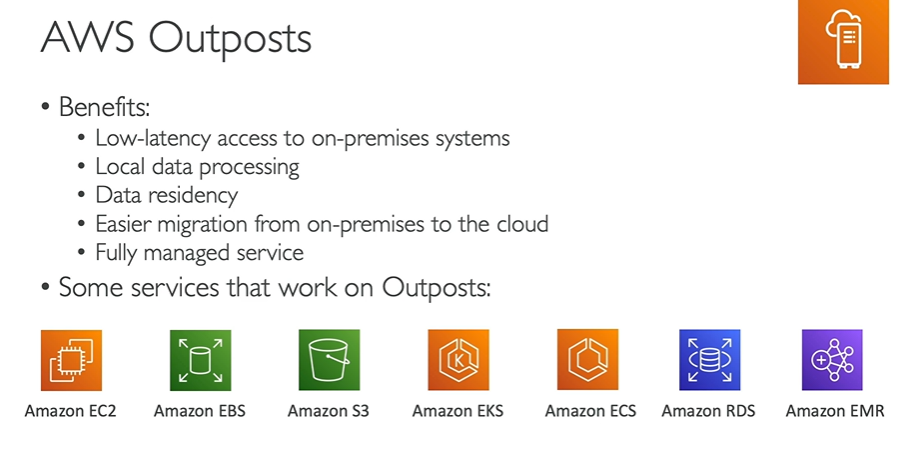 AWS Outposts
• Benefits:
• Low-latency access to on-premises systems
• Local data processing
• Data residency
• Easier migration from on-premises to the cloud
• Fully managed service
• Some services that work on Outposts:
K
Amazon EC2 Amazon EBS Amazon S3 Amazon EKS Amazon ECS Amazon RDS Amazon EMR